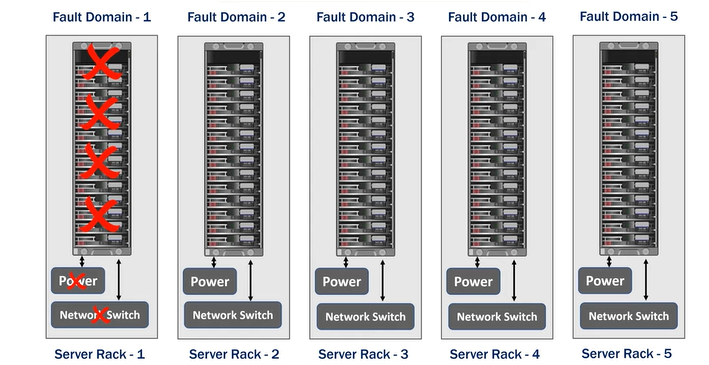 Fault Domain - 1
Fault Domain - 2
Fault Domain - 3
Fault Domain - 4
Fault Domain - 5
Power
Power
Power
Power
Power
Network Switch
Network Switch
Network Switch
Network Switch
Network Switch
Server Rack - 1
Server Rack - 2
Server Rack - 3
Server Rack - 4
Server Rack - 5